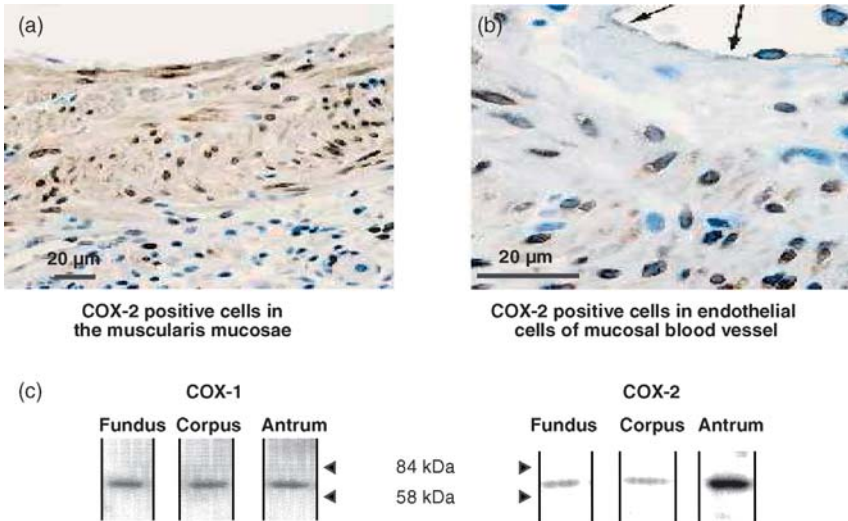 (a)
(b)
20 µm
20 µm
COX-2 positive cells in
the muscularis mucosae
COX-2 positive cells in endothelial
cells of mucosal blood vessel
(c)
COX-1
COX-2
Fundus Corpus Antrum
Fundus Corpus Antrum
84 kDa
58 kDa